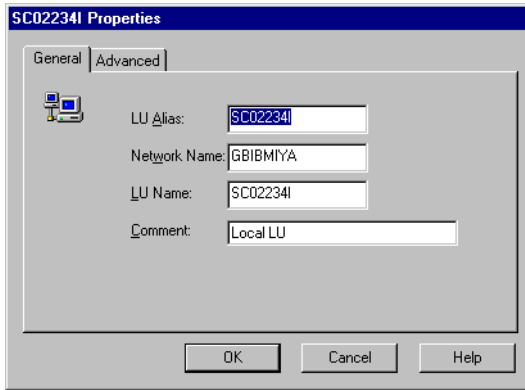 SC02234I Properties
General Advanced
LU Alias: SC02234I
Network Name: GBIBMIYA
LU Name: SC02234I
Comment: Local LU
OK Cancel Help